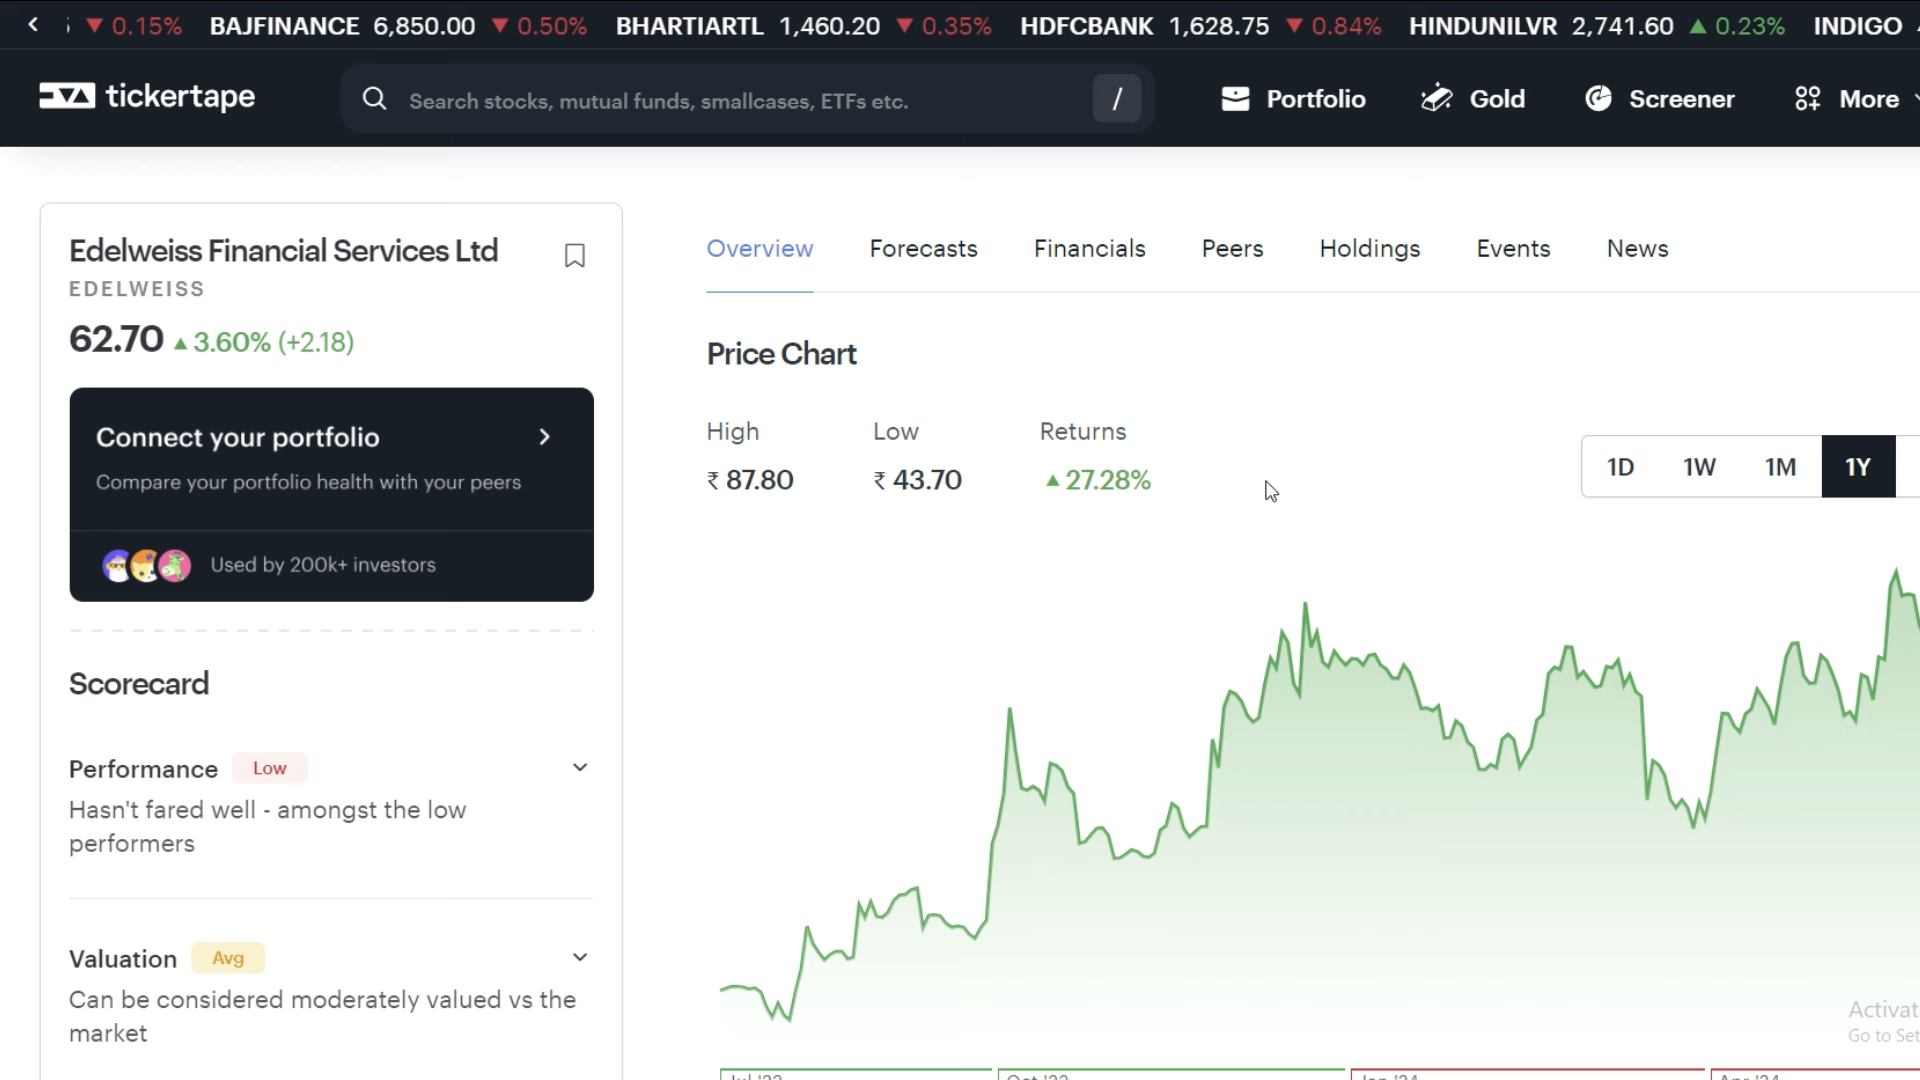 0.15% BAJFINANCE 6,850.00 ▼ 0.50% BHARTIARTL 1,460.20 ▼ 0.35% HDFCBANK 1,628.75 ▼ 0.84% HINDUNILVR 2,741.60 ▲ 0.23% INDIGO
tickertape
Search stocks, mutual funds, smallcases, ETFs etc.
/
Portfolio
Gold
Screener
More
Edelweiss Financial Services Ltd
EDELWEISS
62.70 ▲ 3.60% (+2.18)
Connect your portfolio
Compare your portfolio health with your peers
Used by 200k+ investors
Scorecard
Performance Low
Hasn't fared well - amongst the low
performers
Valuation Avg
Can be considered moderately valued vs the
market
Overview Forecasts Financials Peers Holdings Events News
Price Chart
High Low Returns
₹ 87.80 ₹ 43.70 ▲ 27.28%
1D 1W 1M 1Y
Activat
Go to Set